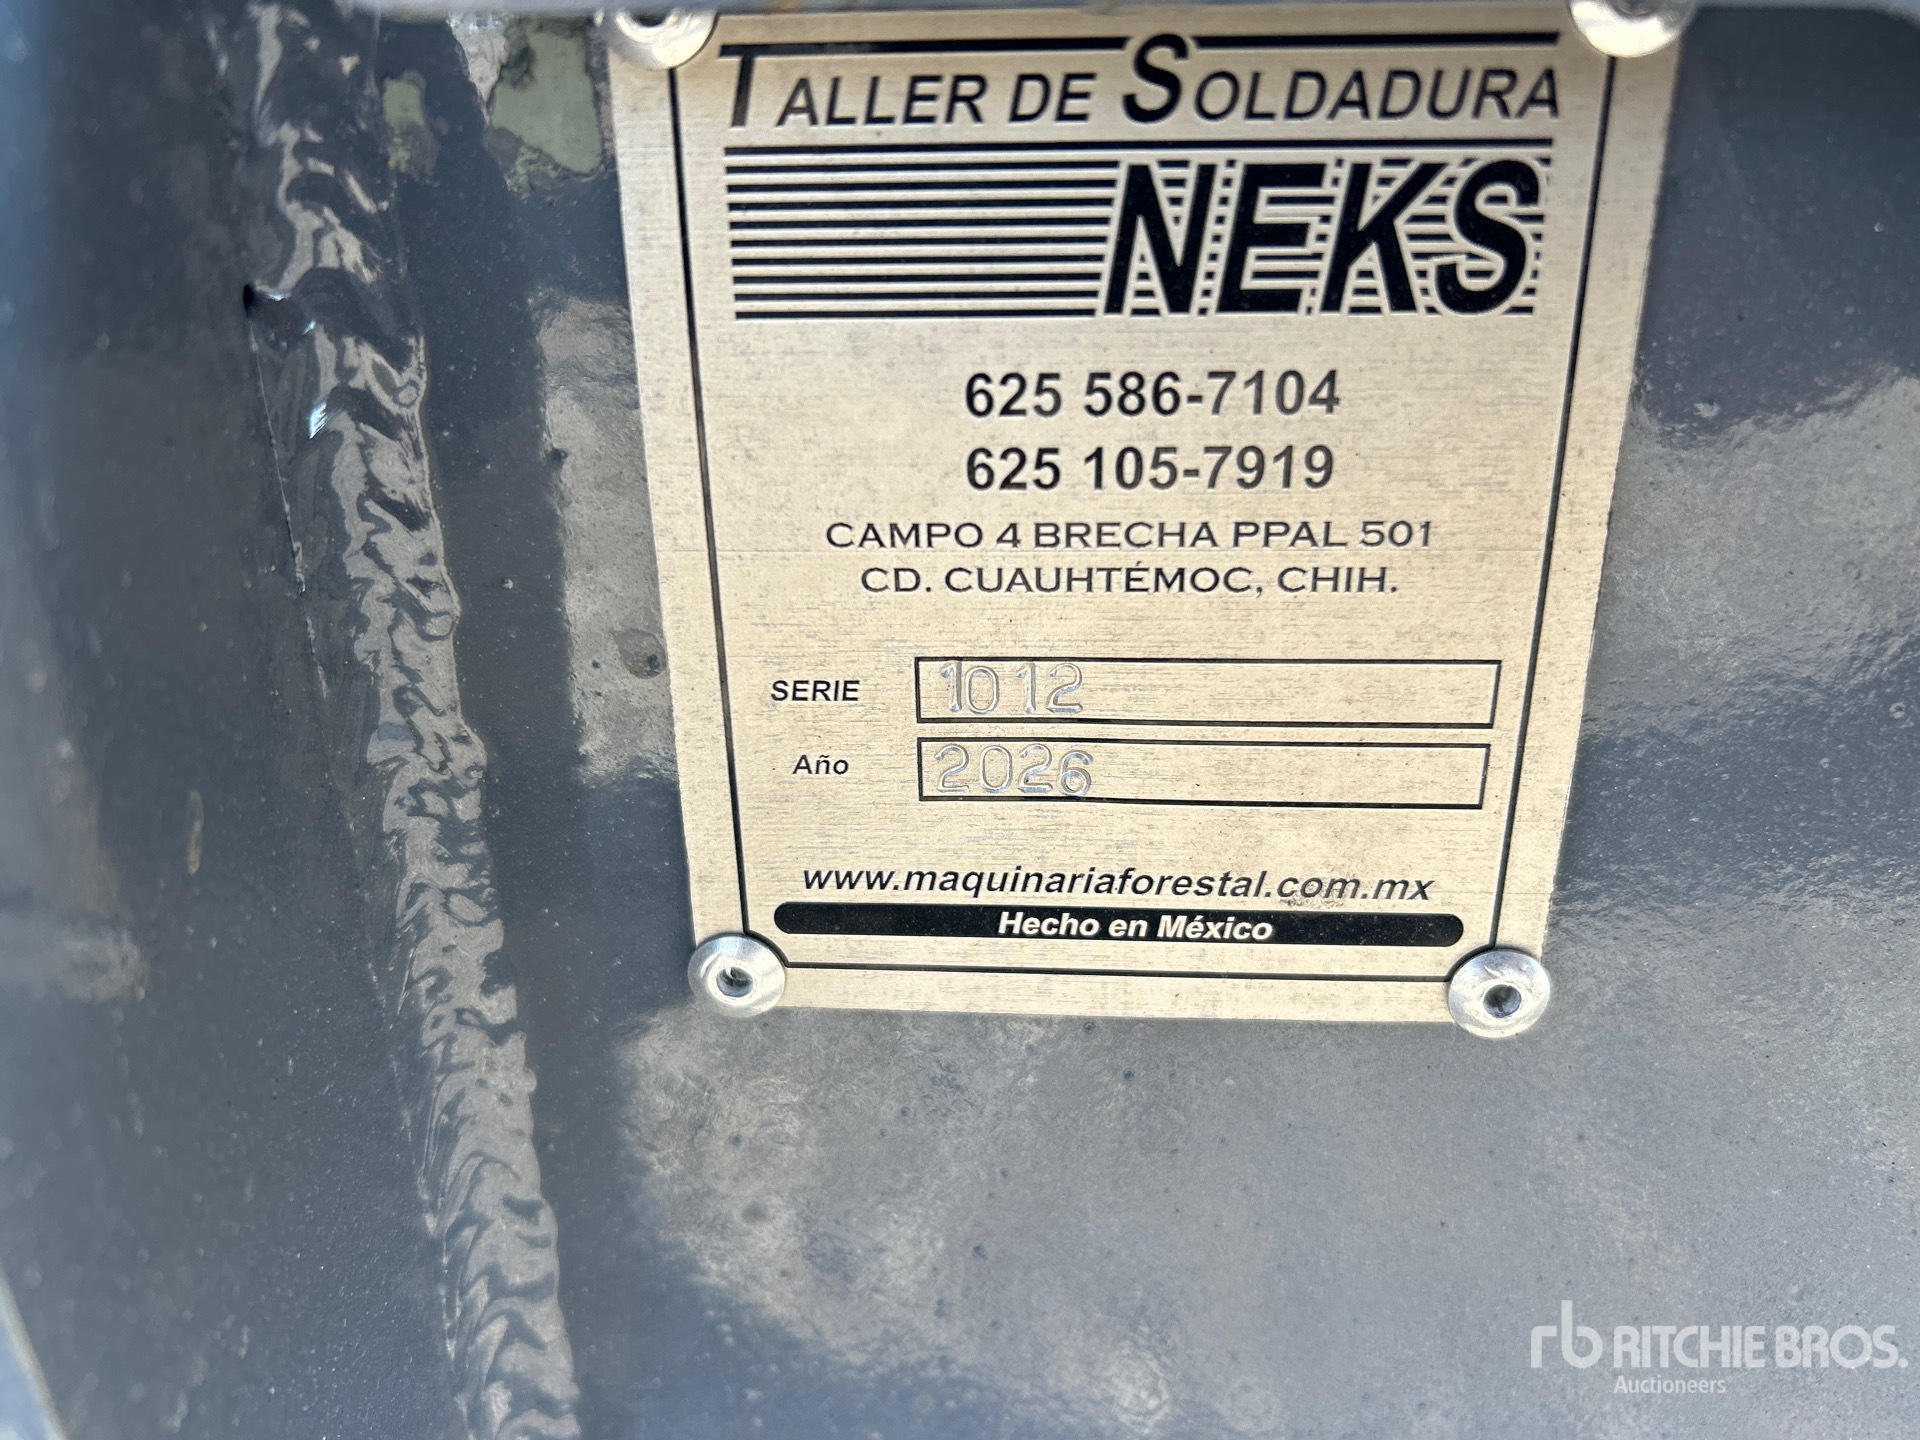 TALLER DE SOLDADURA
NEKS
625 586-7104
625 105-7919
CAMPO 4 BRECHA PPAL 501
CD. CUAUHTÉMOC, CHIH.
SERIE 1012
Año 2026
www.maquinariaforestal.com.mx
Hecho en México
rb RITCHIE BROS.
Auctioneers